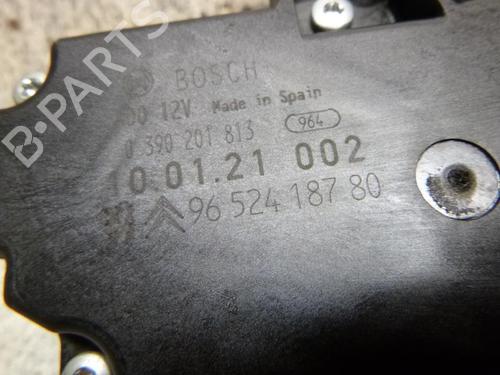 B-PARTS
BOSCH
12V Made in Spain
0 390 201 813 964
10.01.21 002
96 524 187 80